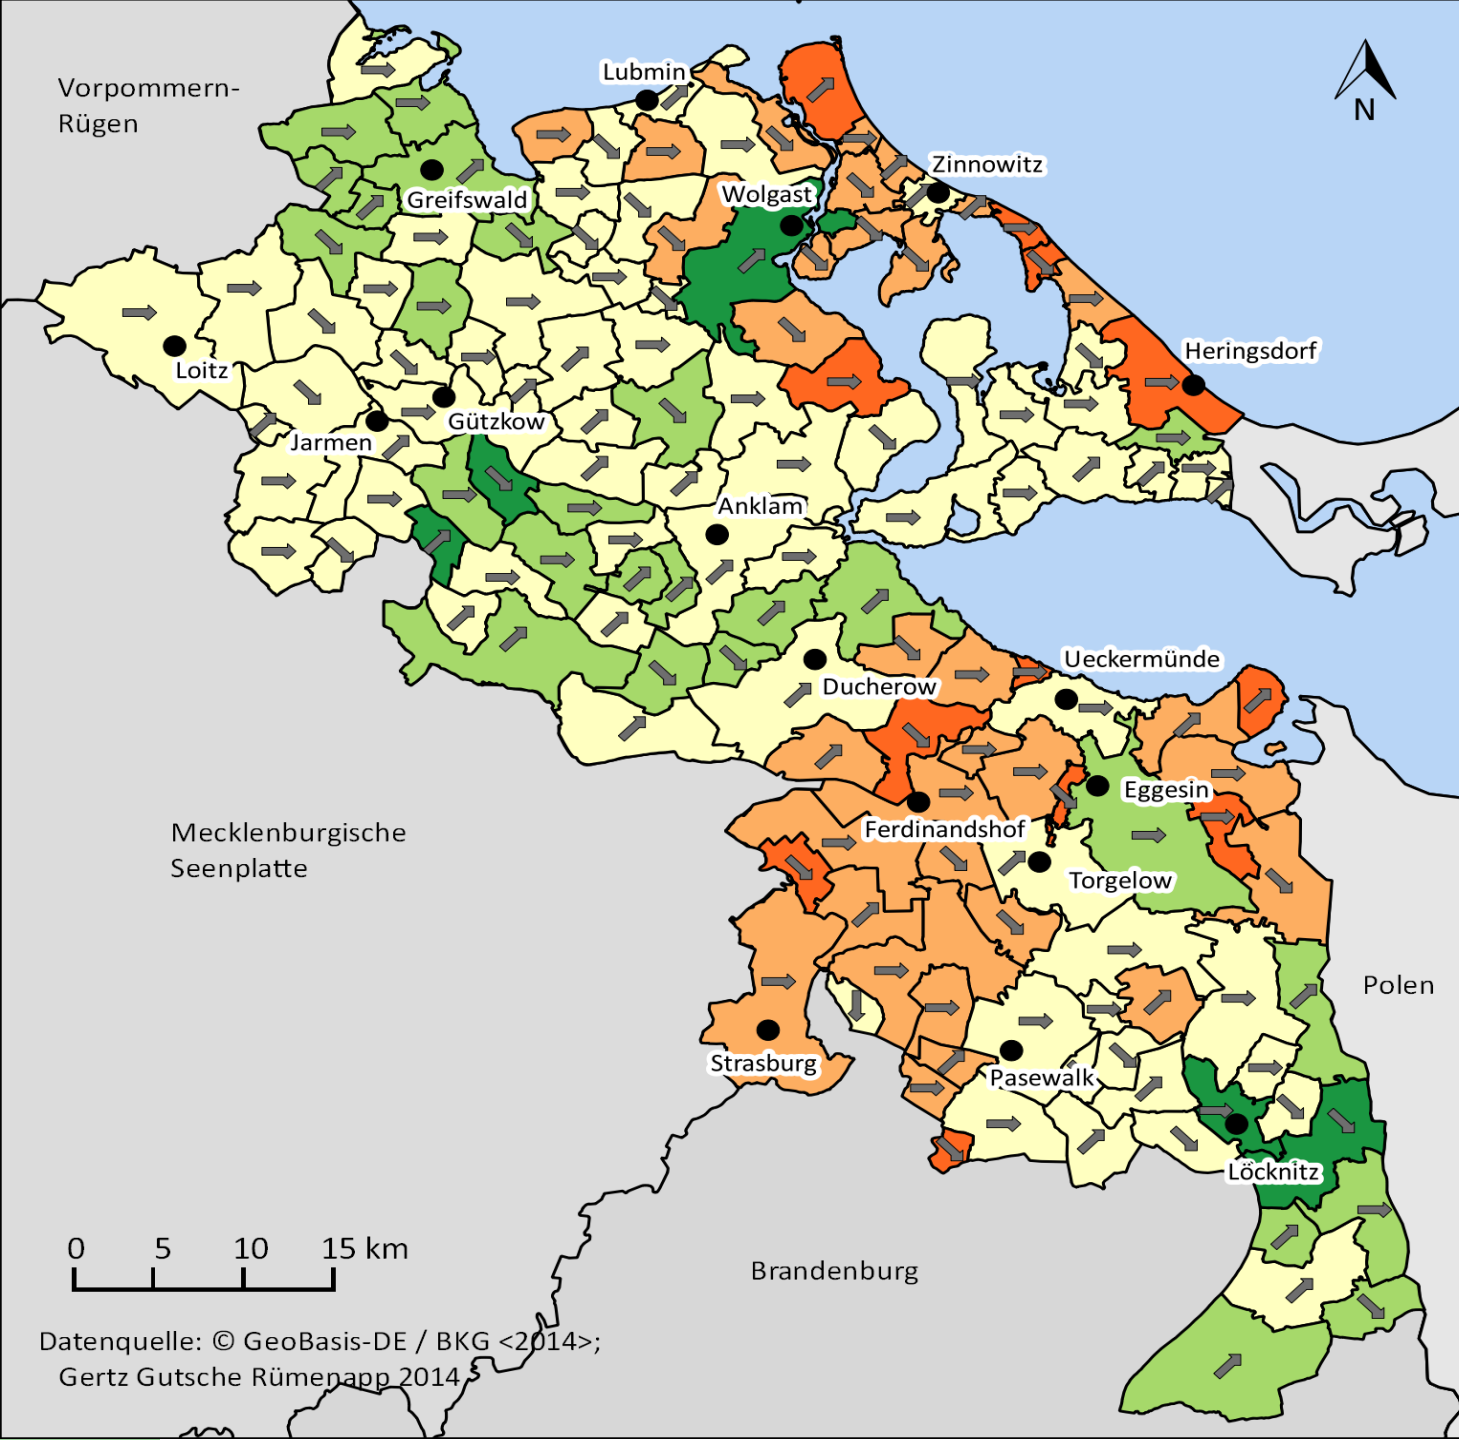 Vorpommern-
Rügen
Lubmin
N
Zinnowitz
Wolgast
Greifswald
Heringsdorf
Loitz
Gützkow
Jarmen
Anklam
Ueckermünde
Ducherow
Eggesin
Ferdinandshof
Mecklenburgische
Seenplatte
Torgelow
Polen
Strasburg
Pasewalk
Löcknitz
0 5 10 15 km
Brandenburg
Datenquelle: © GeoBasis-DE / BKG <2014>;
Gertz Gutsche Rümenapp 2014